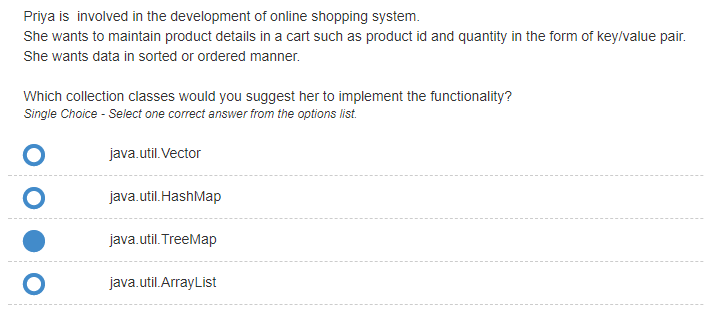 Priya is  involved in the development of online shopping system.
She wants to maintain product details in a cart such as product id and quantity in the form of key/value pair.
She wants data in sorted or ordered manner.
Which collection classes would you suggest her to implement the functionality?
Single Choice - Select one correct answer from the options list.
java.util.Vector
java.util.HashMap
java.util.TreeMap
java.util.ArrayList